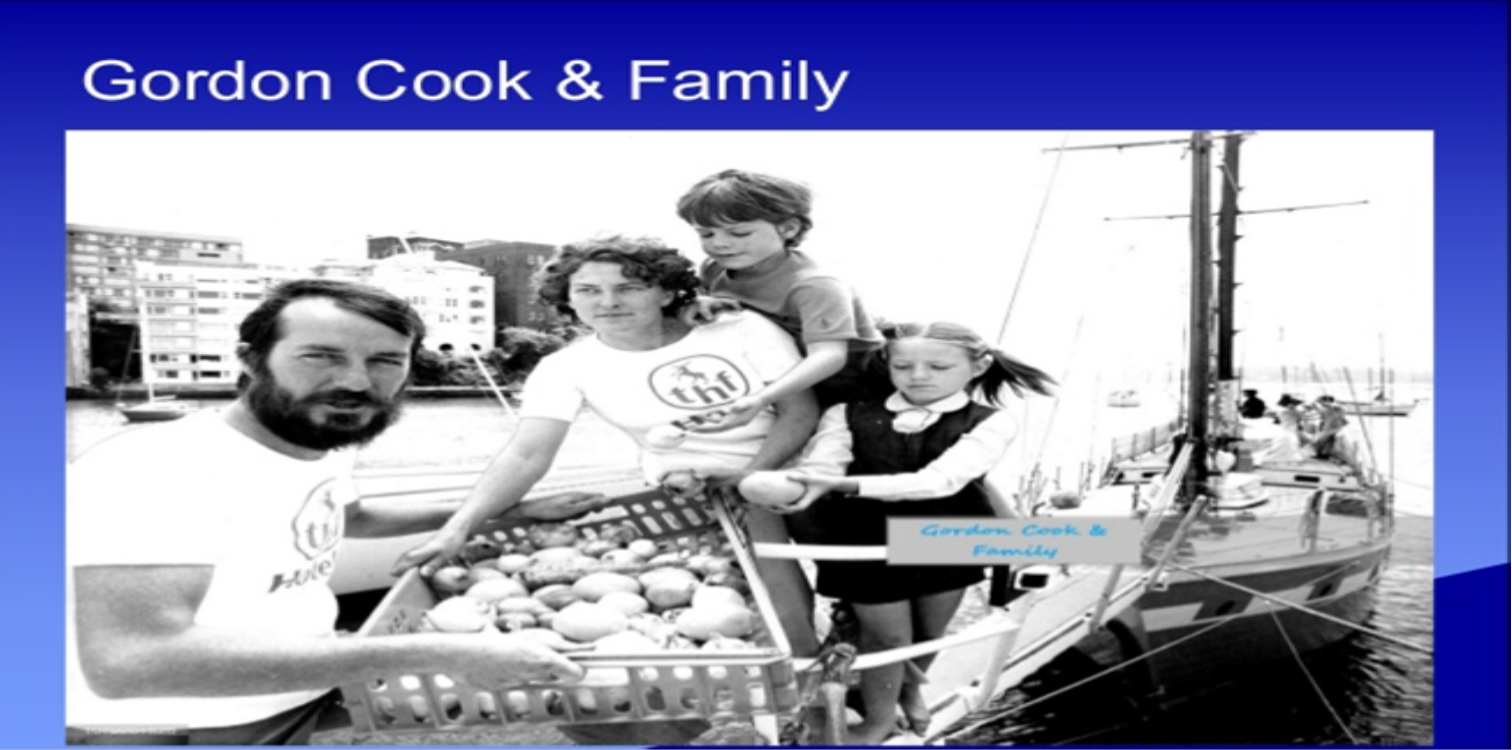 Gordon Cook & Family
thf
thf
Gordon Cook &
Family